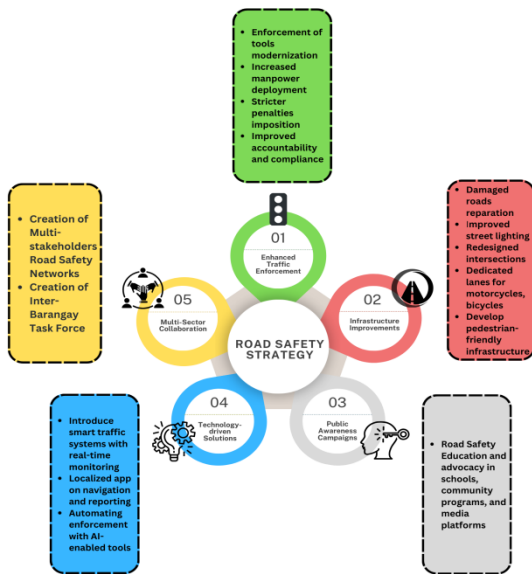 • Enforcement of
tools
modernization
• Increased
manpower
deployment
• Stricter
penalties
imposition
• Improved
accountability
and compliance
01
Enhanced
Traffic
Enforcement
• Damaged
roads
reparation
• Improved
street lighting
• Redesigned
intersections
• Dedicated
lanes for
motorcycles,
bicycles
• Develop
pedestrian-
friendly
infrastructure
02
Infrastructure
Improvements
• Creation of
Multi-
stakeholders
Road Safety
Networks
• Creation of
Inter-
Barangay
Task Force
05
Multi-Sector
Collaboration
ROAD SAFETY
STRATEGY
04
Technology-
driven
Solutions
03
Public
Awareness
Campaigns
• Introduce
smart traffic
systems with
real-time
monitoring
• Localized app
on navigation
and reporting
• Automating
enforcement
with AI-
enabled tools
• Road Safety
Education and
advocacy in
schools,
community
programs, and
media
platforms